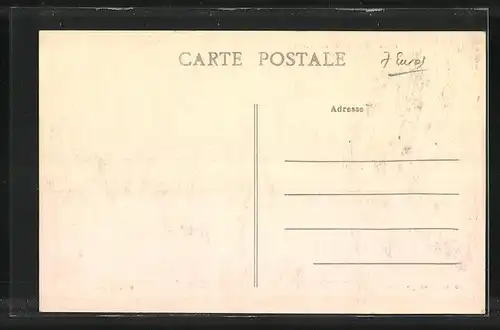 CARTE POSTALE
7 Euros
Adresse